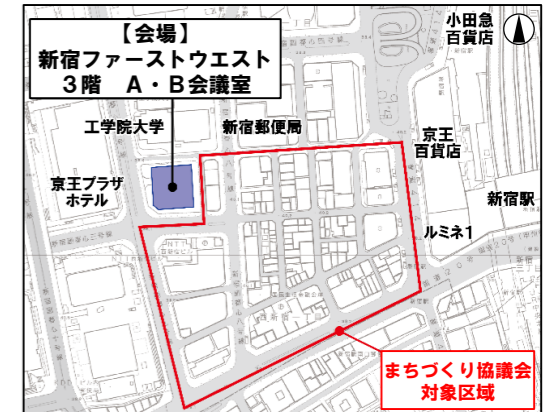 【会場】
新宿ファーストウエスト
3階 A・B会議室
小田急
百貨店
工学院大学
新宿郵便局
京王
百貨店
京王プラザ
ホテル
新宿駅
ルミネ1
まちづくり協議会
対象区域